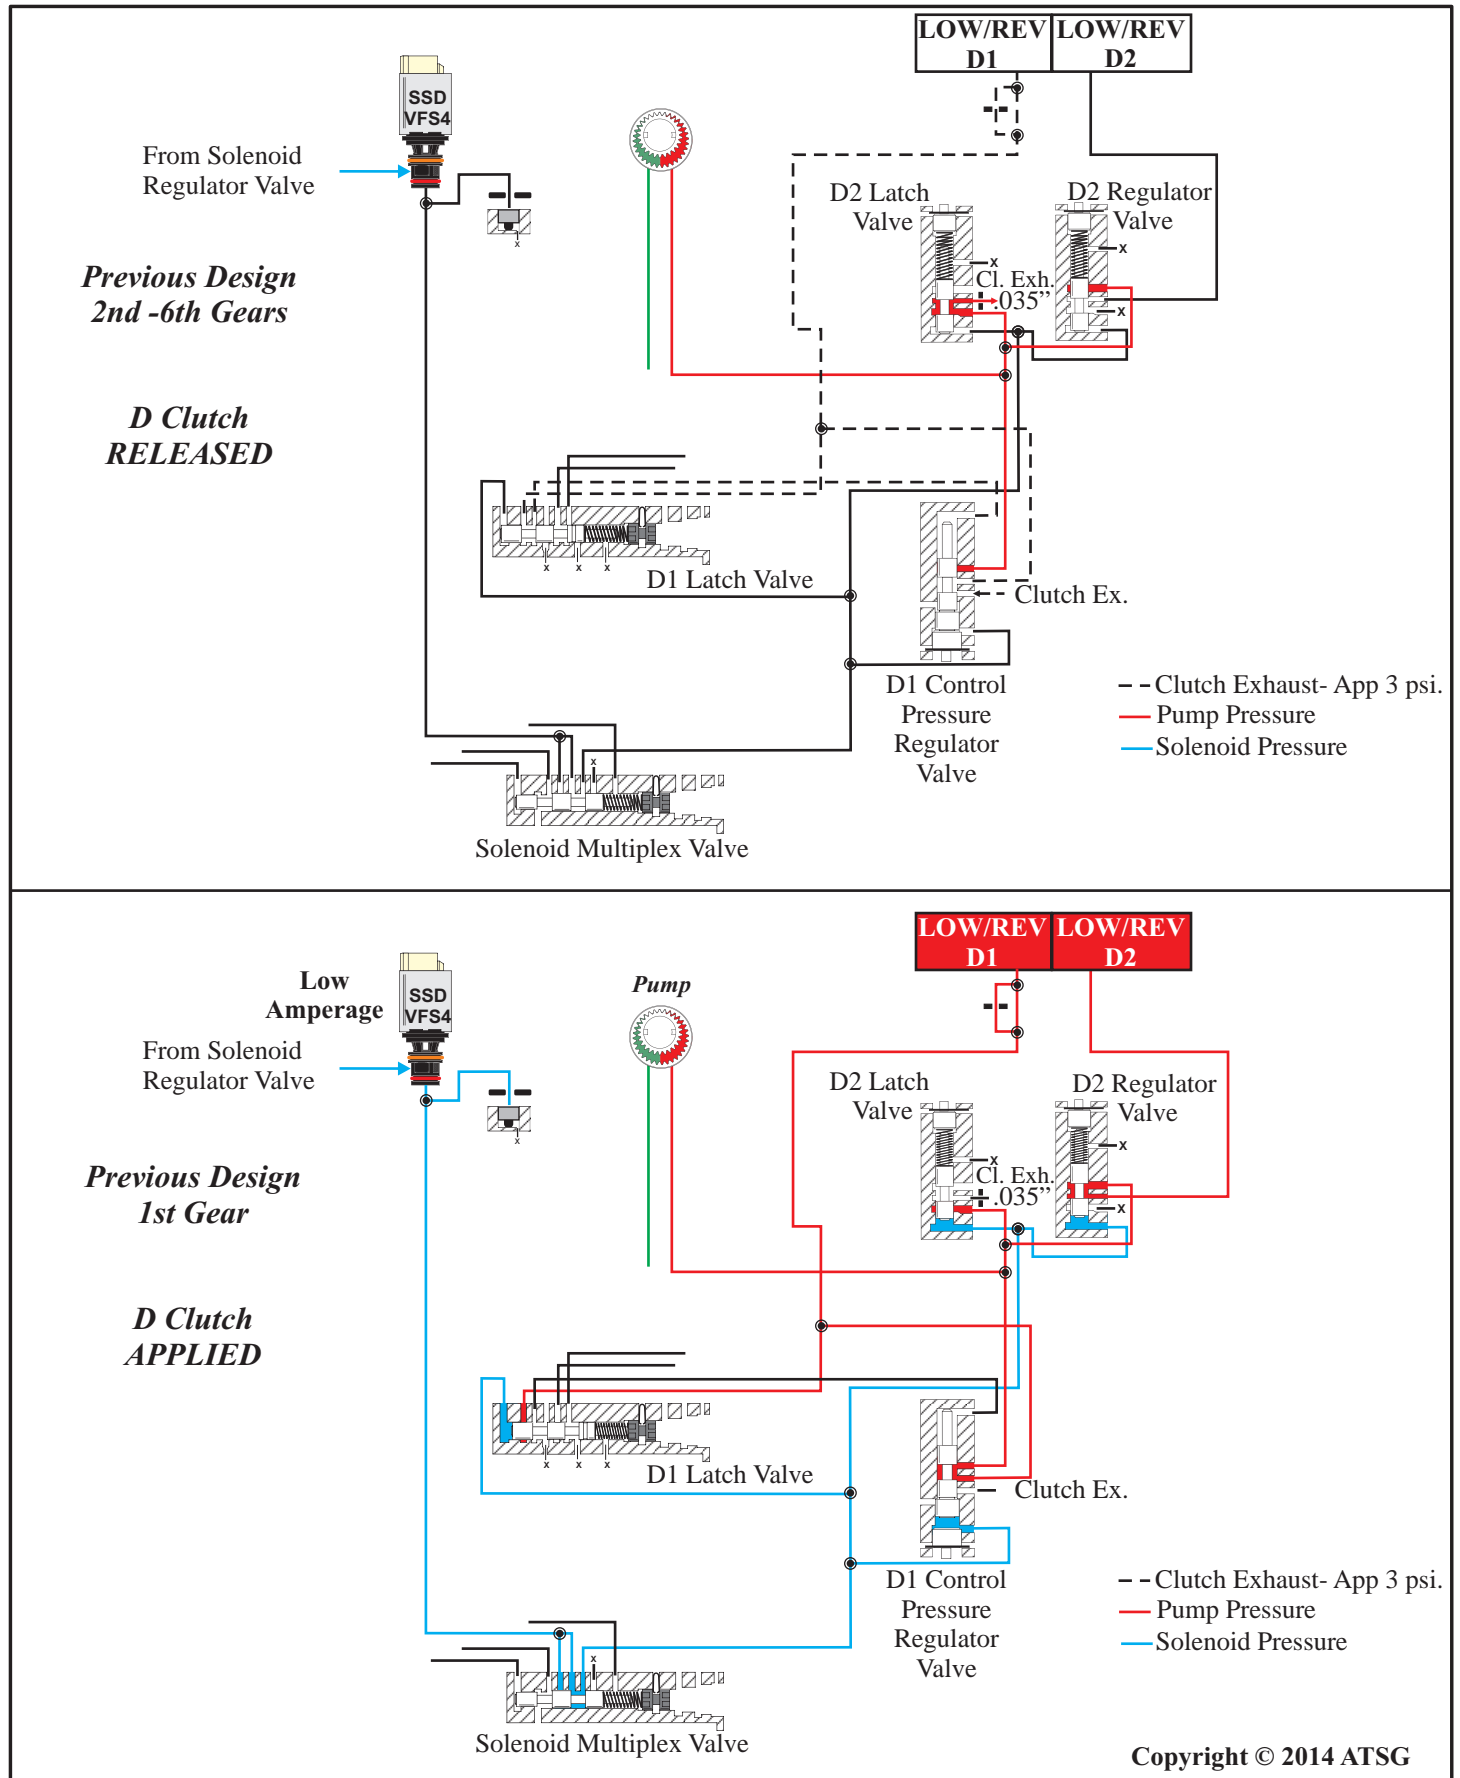 LOW/REV LOW/REV
D1 D2
SSD
VFS4
From Solenoid
Regulator Valve
D2 Latch
Valve
D2 Regulator
Valve
x
x
x
Cl. Exh.
.035”
x
Previous Design
2nd -6th Gears
D Clutch
RELEASED
x x x
D1 Latch Valve
Clutch Ex.
D1 Control
Pressure
Regulator
Valve
Clutch Exhaust- App 3 psi.
Pump Pressure
Solenoid Pressure
x
Solenoid Multiplex Valve
LOW/REV LOW/REV
D1 D2
Low
Amperage
SSD
VFS4
Pump
From Solenoid
Regulator Valve
D2 Latch
Valve
D2 Regulator
Valve
x
x
x
Cl. Exh.
.035”
x
Previous Design
1st Gear
D Clutch
APPLIED
x x x
D1 Latch Valve
Clutch Ex.
D1 Control
Pressure
Regulator
Valve
Clutch Exhaust- App 3 psi.
Pump Pressure
Solenoid Pressure
x
Solenoid Multiplex Valve
Copyright © 2014 ATSG